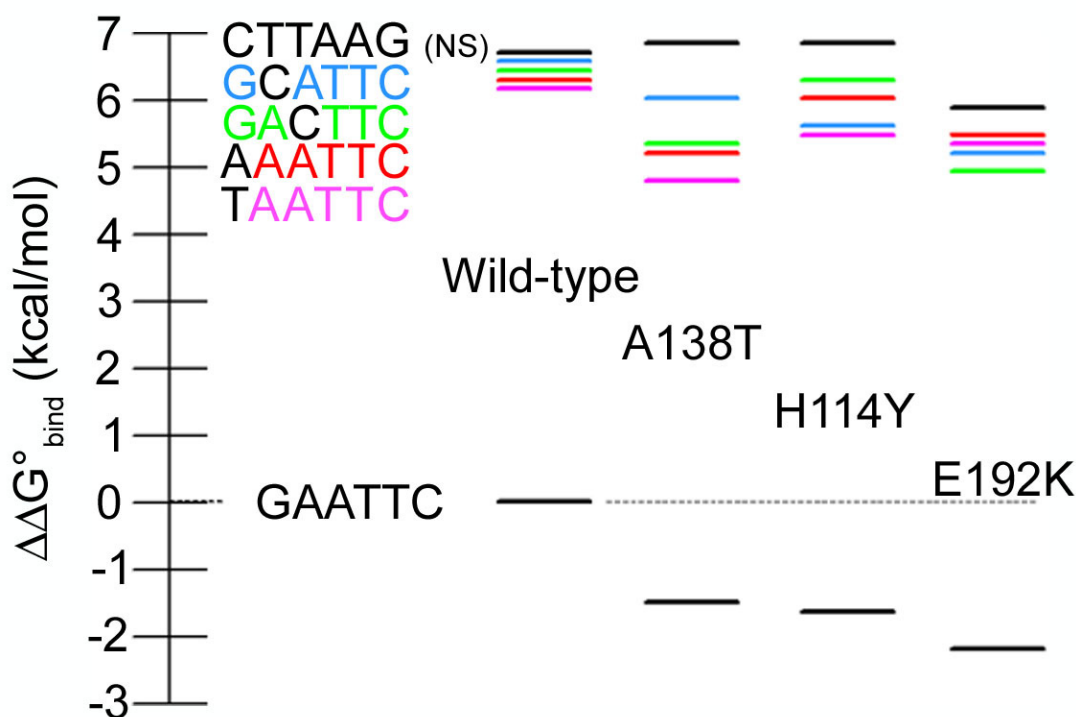 7
6
5
4
3
2
1
0
-1
-2
-3
ΔΔG°bind (kcal/mol)
CTTAAG (NS)
GCATTC
GACTTC
AAATTC
TAATTC
Wild-type
A138T
H114Y
E192K
GAATTC